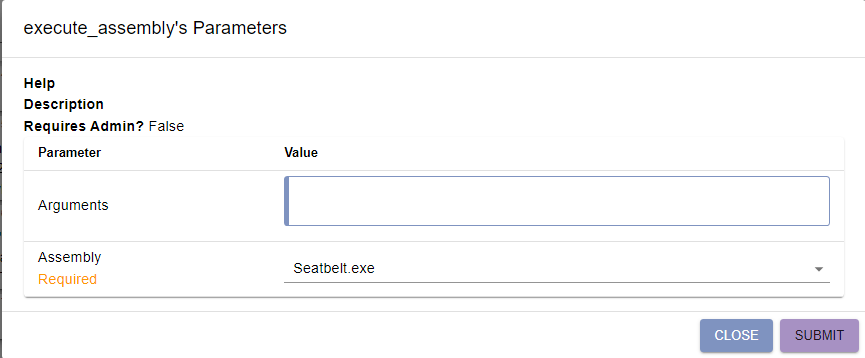 execute_assembly's Parameters
Help
Description
Requires Admin? False
Parameter Value
Arguments
Assembly
Required
Seatbelt.exe
CLOSE SUBMIT